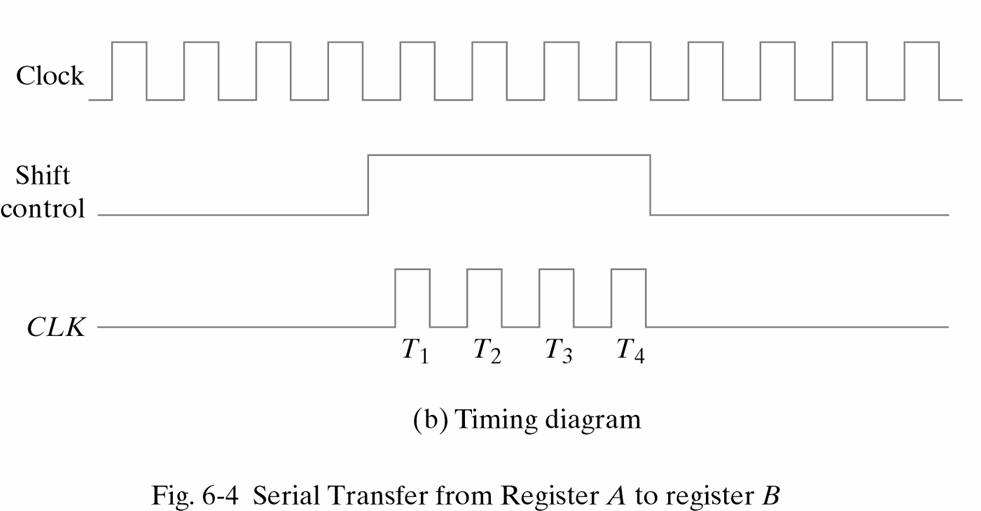 Clock
Shift
control
CLK
T1 T2 T3 T4
(b) Timing diagram
Fig. 6-4 Serial Transfer from Register A to register B